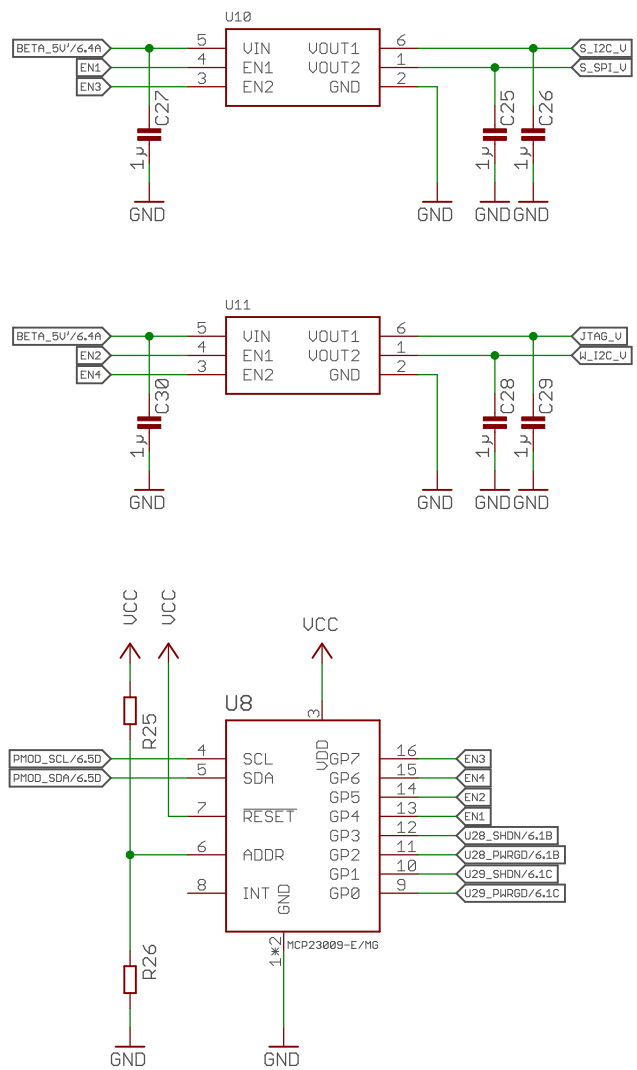 U10
BETA_5V'/6.4A 5 VIN VOUT1 6 S_I2C_V
EN1 4 EN1 VOUT2 1 S_SPI_V
EN3 3 EN2 GND 2
C27 C25 C26
1µ 1µ 1µ
GND GND GND GND
U11
BETA_5V'/6.4A 5 VIN VOUT1 6 JTAG_V
EN2 4 EN1 VOUT2 1 W_I2C_V
EN4 3 EN2 GND 2
C30 C28 C29
1µ 1µ 1µ
GND GND GND GND
VCC VCC VCC
U8
R25 3
VDD
PMOD_SCL/6.5D 4 SCL GP7 16 EN3
PMOD_SDA/6.5D 5 SDA GP6 15 EN4
GP5 14 EN2
7 RESET GP4 13 EN1
GP3 12 U28_SHDN/6.1B
6 ADDR GP2 11 U28_PWRGD/6.1B
GP1 10 U29_SHDN/6.1C
8 INT GND GP0 9 U29_PWRGD/6.1C
R26 1*2 MCP23009-E/MG
GND GND